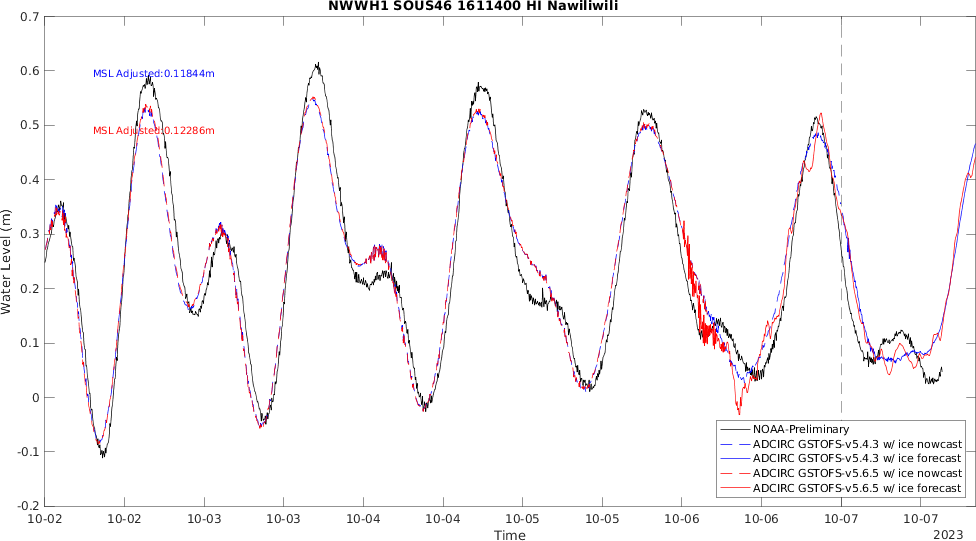 NWWH1 SOUS46 1611400 HI Nawiliwili
0.7
0.6
0.5
0.4
0.3
0.2
0.1
0
-0.1
-0.2
Water Level (m)
MSL Adjusted:0.11844m
MSL Adjusted:0.12286m
NOAA-Preliminary
ADCIRC GSTOFS-v5.4.3 w/ ice nowcast
ADCIRC GSTOFS-v5.4.3 w/ ice forecast
ADCIRC GSTOFS-v5.6.5 w/ ice nowcast
ADCIRC GSTOFS-v5.6.5 w/ ice forecast
10-02 10-02 10-03 10-03 10-04 10-04 10-05 10-05 10-06 10-06 10-07 10-07
Time
2023